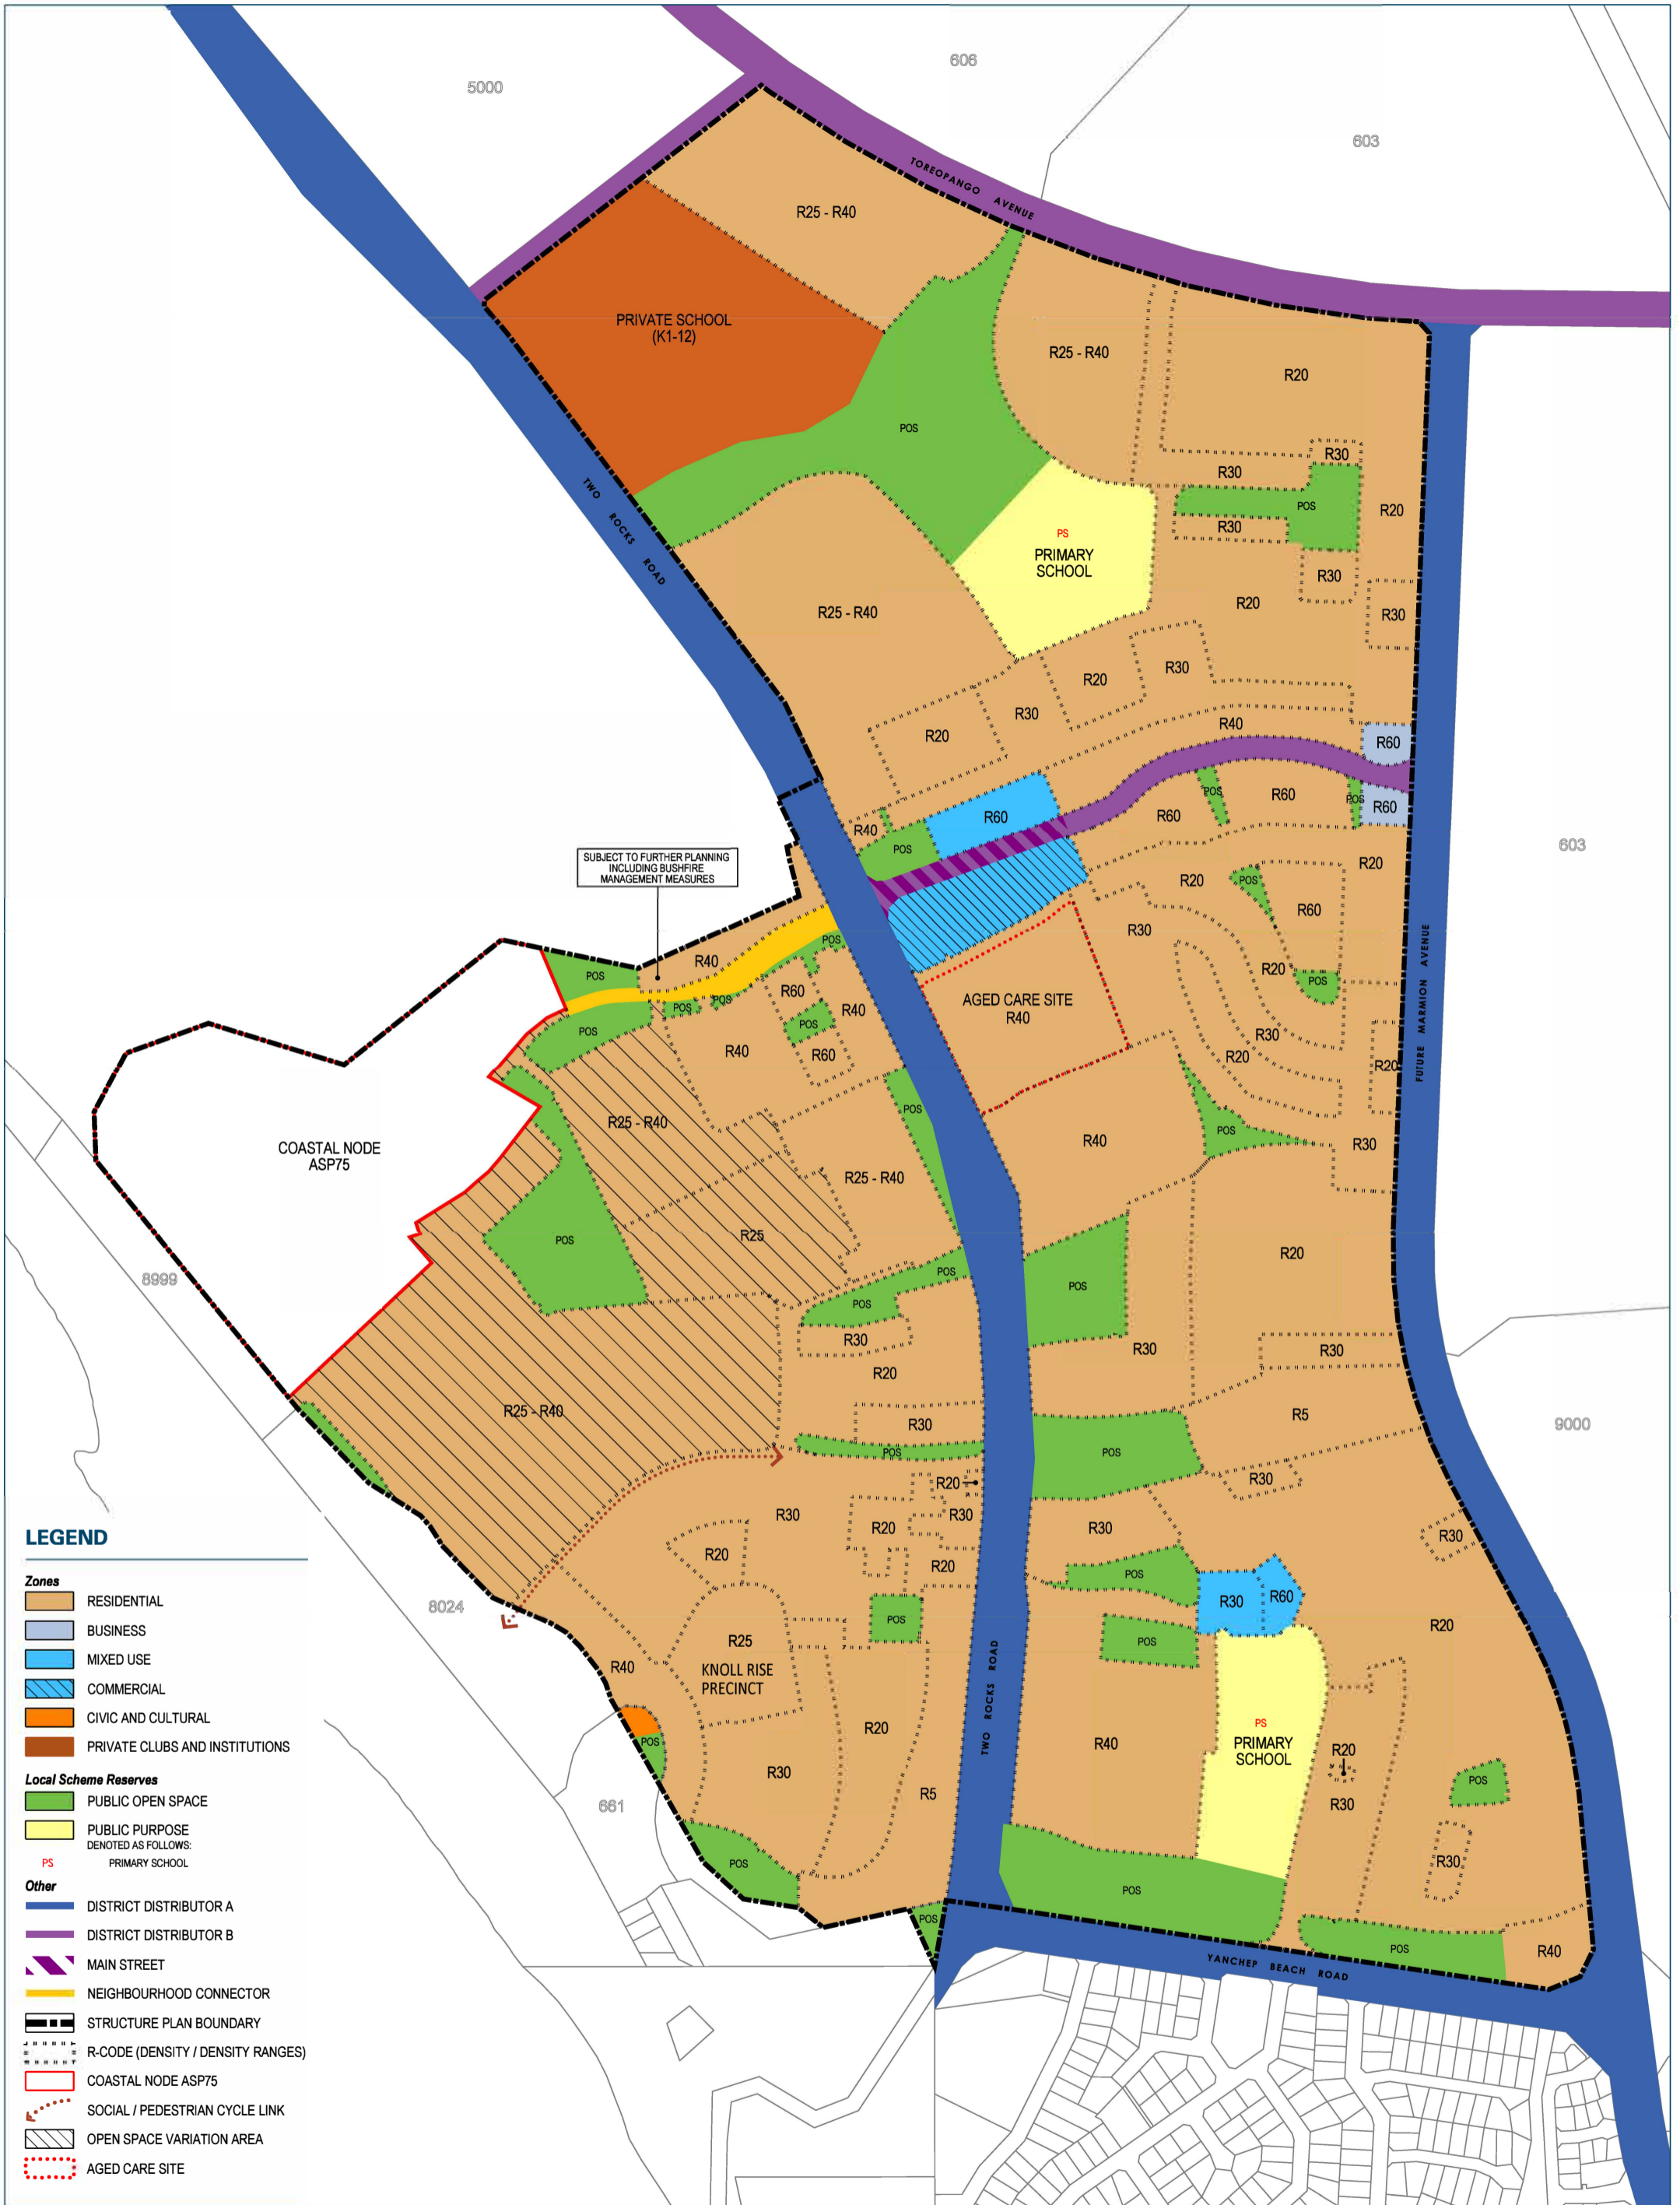 5000
606
603
TOREOPANGO AVENUE
R25 - R40
PRIVATE SCHOOL
(K1-12)
R25 - R40
R20
POS
R30
R30
POS
R20
R30
TWO ROCKS ROAD
PS
PRIMARY
SCHOOL
R30
R20
R30
R25 - R40
R30
R20
R30
R20
R40
R60
R60
POS
R60
POS
R60
R60
R40
POS
R20
603
SUBJECT TO FURTHER PLANNING
INCLUDING BUSHFIRE
MANAGEMENT MEASURES
R20
POS
R60
R30
POS
R40
POS
R20
POS
R60
POS
POS
R40
AGED CARE SITE
R40
POS
POS
R60
R40
R30
R20
R20
FUTURE MARMION AVENUE
POS
R25 - R40
POS
R40
R30
COASTAL NODE
ASP75
R25 - R40
R25
POS
R20
8999
POS
POS
POS
R30
R30
R30
R20
R25 - R40
R30
R5
9000
POS
POS
R20
R30
R30
R30
R20
R30
R30
R20
R20
POS
R30
R60
8024
POS
POS
R20
R25
KNOLL RISE
PRECINCT
R40
TWO ROCKS ROAD
PS
PRIMARY
SCHOOL
R20
POS
R40
R20
R30
R5
POS
R30
661
R30
POS
POS
POS
POS
R40
YANCHEP BEACH ROAD
LEGEND
Zones
RESIDENTIAL
BUSINESS
MIXED USE
COMMERCIAL
CIVIC AND CULTURAL
PRIVATE CLUBS AND INSTITUTIONS
Local Scheme Reserves
PUBLIC OPEN SPACE
PUBLIC PURPOSE
DENOTED AS FOLLOWS:
PS PRIMARY SCHOOL
Other
DISTRICT DISTRIBUTOR A
DISTRICT DISTRIBUTOR B
MAIN STREET
NEIGHBOURHOOD CONNECTOR
STRUCTURE PLAN BOUNDARY
R-CODE (DENSITY / DENSITY RANGES)
COASTAL NODE ASP75
SOCIAL / PEDESTRIAN CYCLE LINK
OPEN SPACE VARIATION AREA
AGED CARE SITE